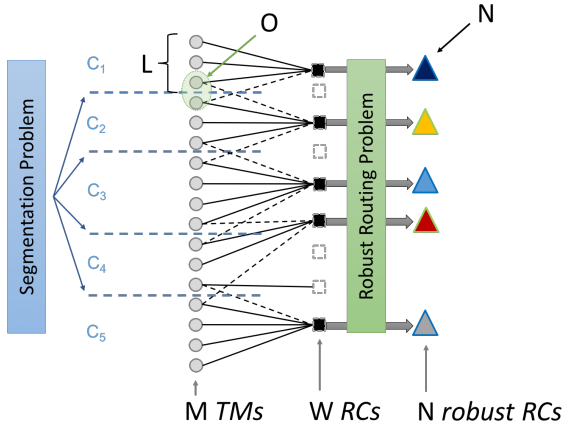 N
O
L
C1
C2
C3
C4
C5
Segmentation Problem
Robust Routing Problem
M TMs
W RCs
N robust RCs